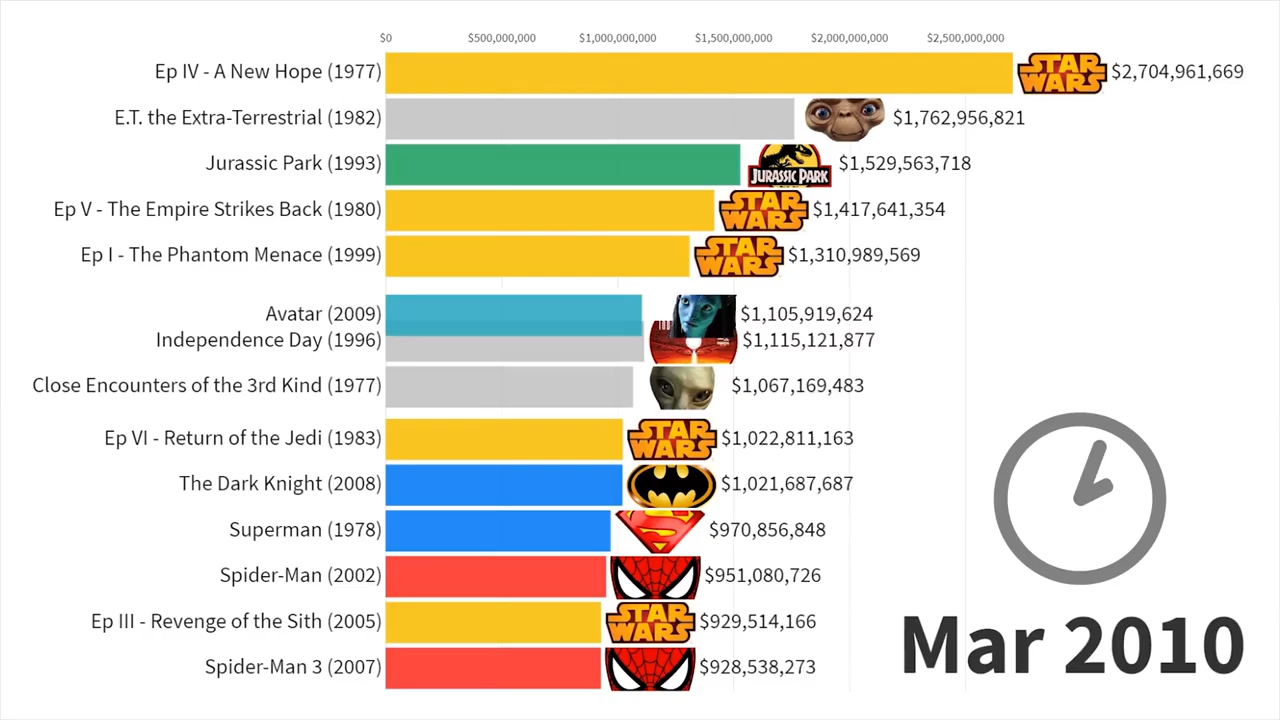 $0 $500,000,000 $1,000,000,000 $1,500,000,000 $2,000,000,000 $2,500,000,000
Ep IV - A New Hope (1977) STAR WARS $2,704,961,669
E.T. the Extra-Terrestrial (1982) $1,762,956,821
Jurassic Park (1993) JURASSIC PARK $1,529,563,718
Ep V - The Empire Strikes Back (1980) STAR WARS $1,417,641,354
Ep I - The Phantom Menace (1999) STAR WARS $1,310,989,569
Avatar (2009) $1,105,919,624
Independence Day (1996) $1,115,121,877
Close Encounters of the 3rd Kind (1977) $1,067,169,483
Ep VI - Return of the Jedi (1983) STAR WARS $1,022,811,163
The Dark Knight (2008) $1,021,687,687
Superman (1978) $970,856,848
Spider-Man (2002) $951,080,726
Ep III - Revenge of the Sith (2005) STAR WARS $929,514,166
Spider-Man 3 (2007) $928,538,273
Mar 2010